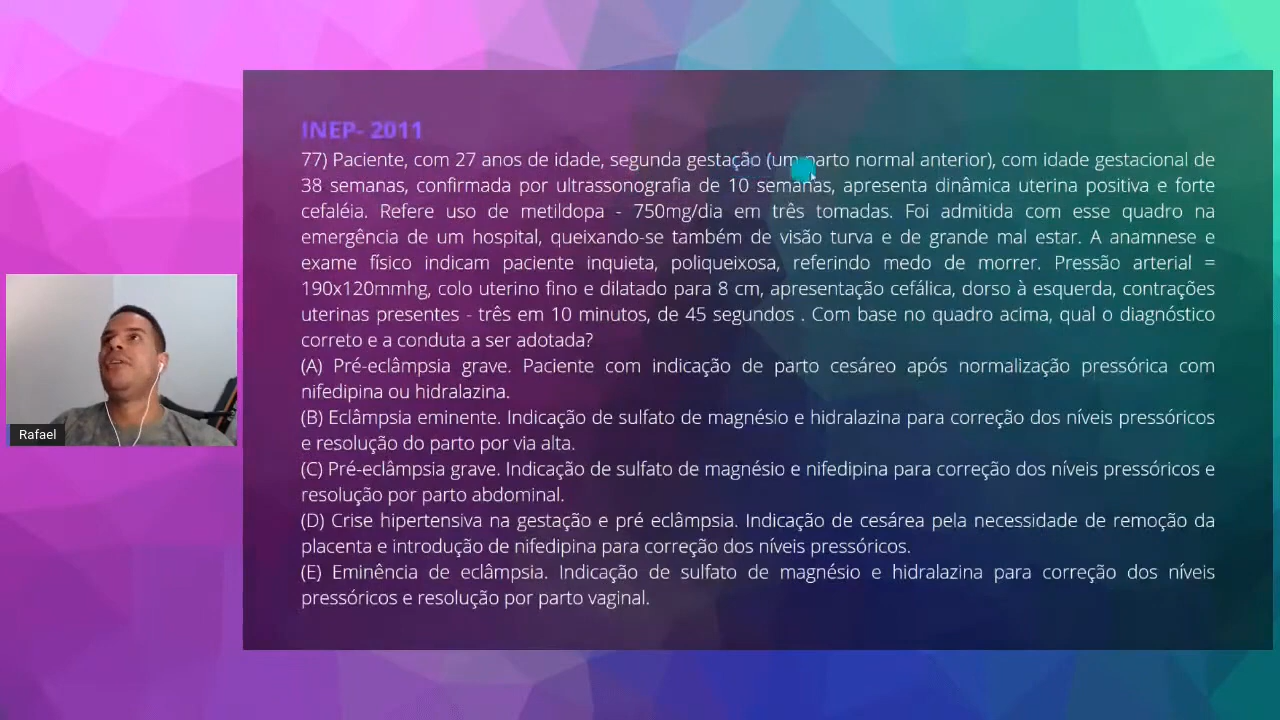 INEP- 2011
77) Paciente, com 27 anos de idade, segunda gestação (um parto normal anterior), com idade gestacional de
38 semanas, confirmada por ultrassonografia de 10 semanas, apresenta dinâmica uterina positiva e forte
cefaléia. Refere uso de metildopa - 750mg/dia em três tomadas. Foi admitida com esse quadro na
emergência de um hospital, queixando-se também de visão turva e de grande mal estar. A anamnese e
exame físico indicam paciente inquieta, poliqueixosa, referindo medo de morrer. Pressão arterial =
190x120mmhg, colo uterino fino e dilatado para 8 cm, apresentação cefálica, dorso à esquerda, contrações
uterinas presentes - três em 10 minutos, de 45 segundos . Com base no quadro acima, qual o diagnóstico
correto e a conduta a ser adotada?
(A) Pré-eclâmpsia grave. Paciente com indicação de parto cesáreo após normalização pressórica com
nifedipina ou hidralazina.
(B) Eclâmpsia eminente. Indicação de sulfato de magnésio e hidralazina para correção dos níveis pressóricos
e resolução do parto por via alta.
(C) Pré-eclâmpsia grave. Indicação de sulfato de magnésio e nifedipina para correção dos níveis pressóricos e
resolução por parto abdominal.
(D) Crise hipertensiva na gestação e pré eclâmpsia. Indicação de cesárea pela necessidade de remoção da
placenta e introdução de nifedipina para correção dos níveis pressóricos.
(E) Eminência de eclâmpsia. Indicação de sulfato de magnésio e hidralazina para correção dos níveis
pressóricos e resolução por parto vaginal.
Rafael